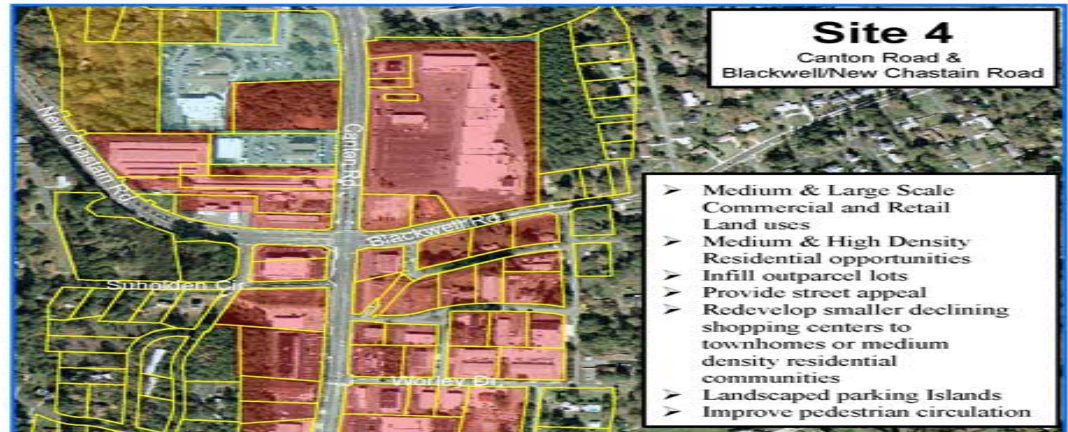 Site 4
Canton Road &
Blackwell/New Chastain Road
New Chastain Rd
Canton Rd
Blackwell Rd
Sunolden Cir
Worley Dr.
➢ Medium & Large Scale
Commercial and Retail
Land uses
➢ Medium & High Density
Residential opportunities
➢ Infill outparcel lots
➢ Provide street appeal
➢ Redevelop smaller declining
shopping centers to
townhomes or medium
density residential
communities
➢ Landscaped parking Islands
➢ Improve pedestrian circulation